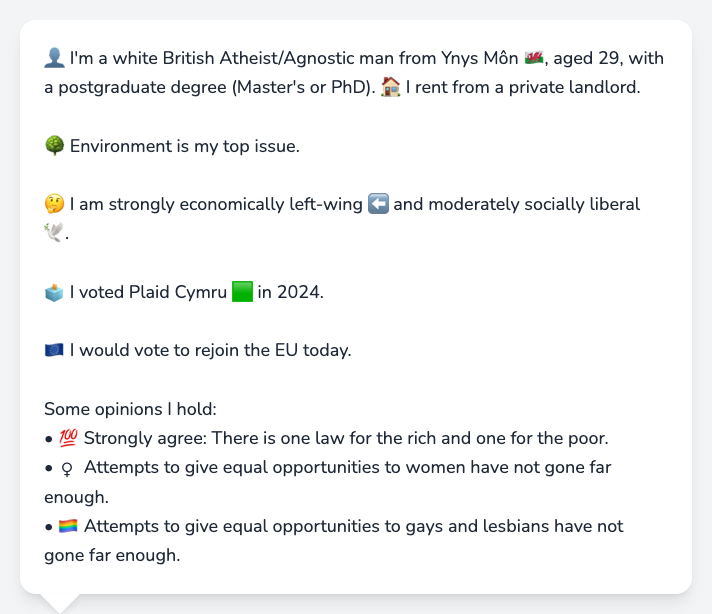 👤 I'm a white British Atheist/Agnostic man from Ynys Môn 🏴󠁧󠁢󠁷󠁬󠁳󠁿, aged 29, with
a postgraduate degree (Master's or PhD). 🏠 I rent from a private landlord.
🌳 Environment is my top issue.
🤔 I am strongly economically left-wing ⬅️ and moderately socially liberal
🕊️.
🗳️ I voted Plaid Cymru 🟩 in 2024.
🇪🇺 I would vote to rejoin the EU today.
Some opinions I hold:
• 💯 Strongly agree: There is one law for the rich and one for the poor.
• ♀ Attempts to give equal opportunities to women have not gone far
enough.
• 🏳️‍🌈 Attempts to give equal opportunities to gays and lesbians have not
gone far enough.